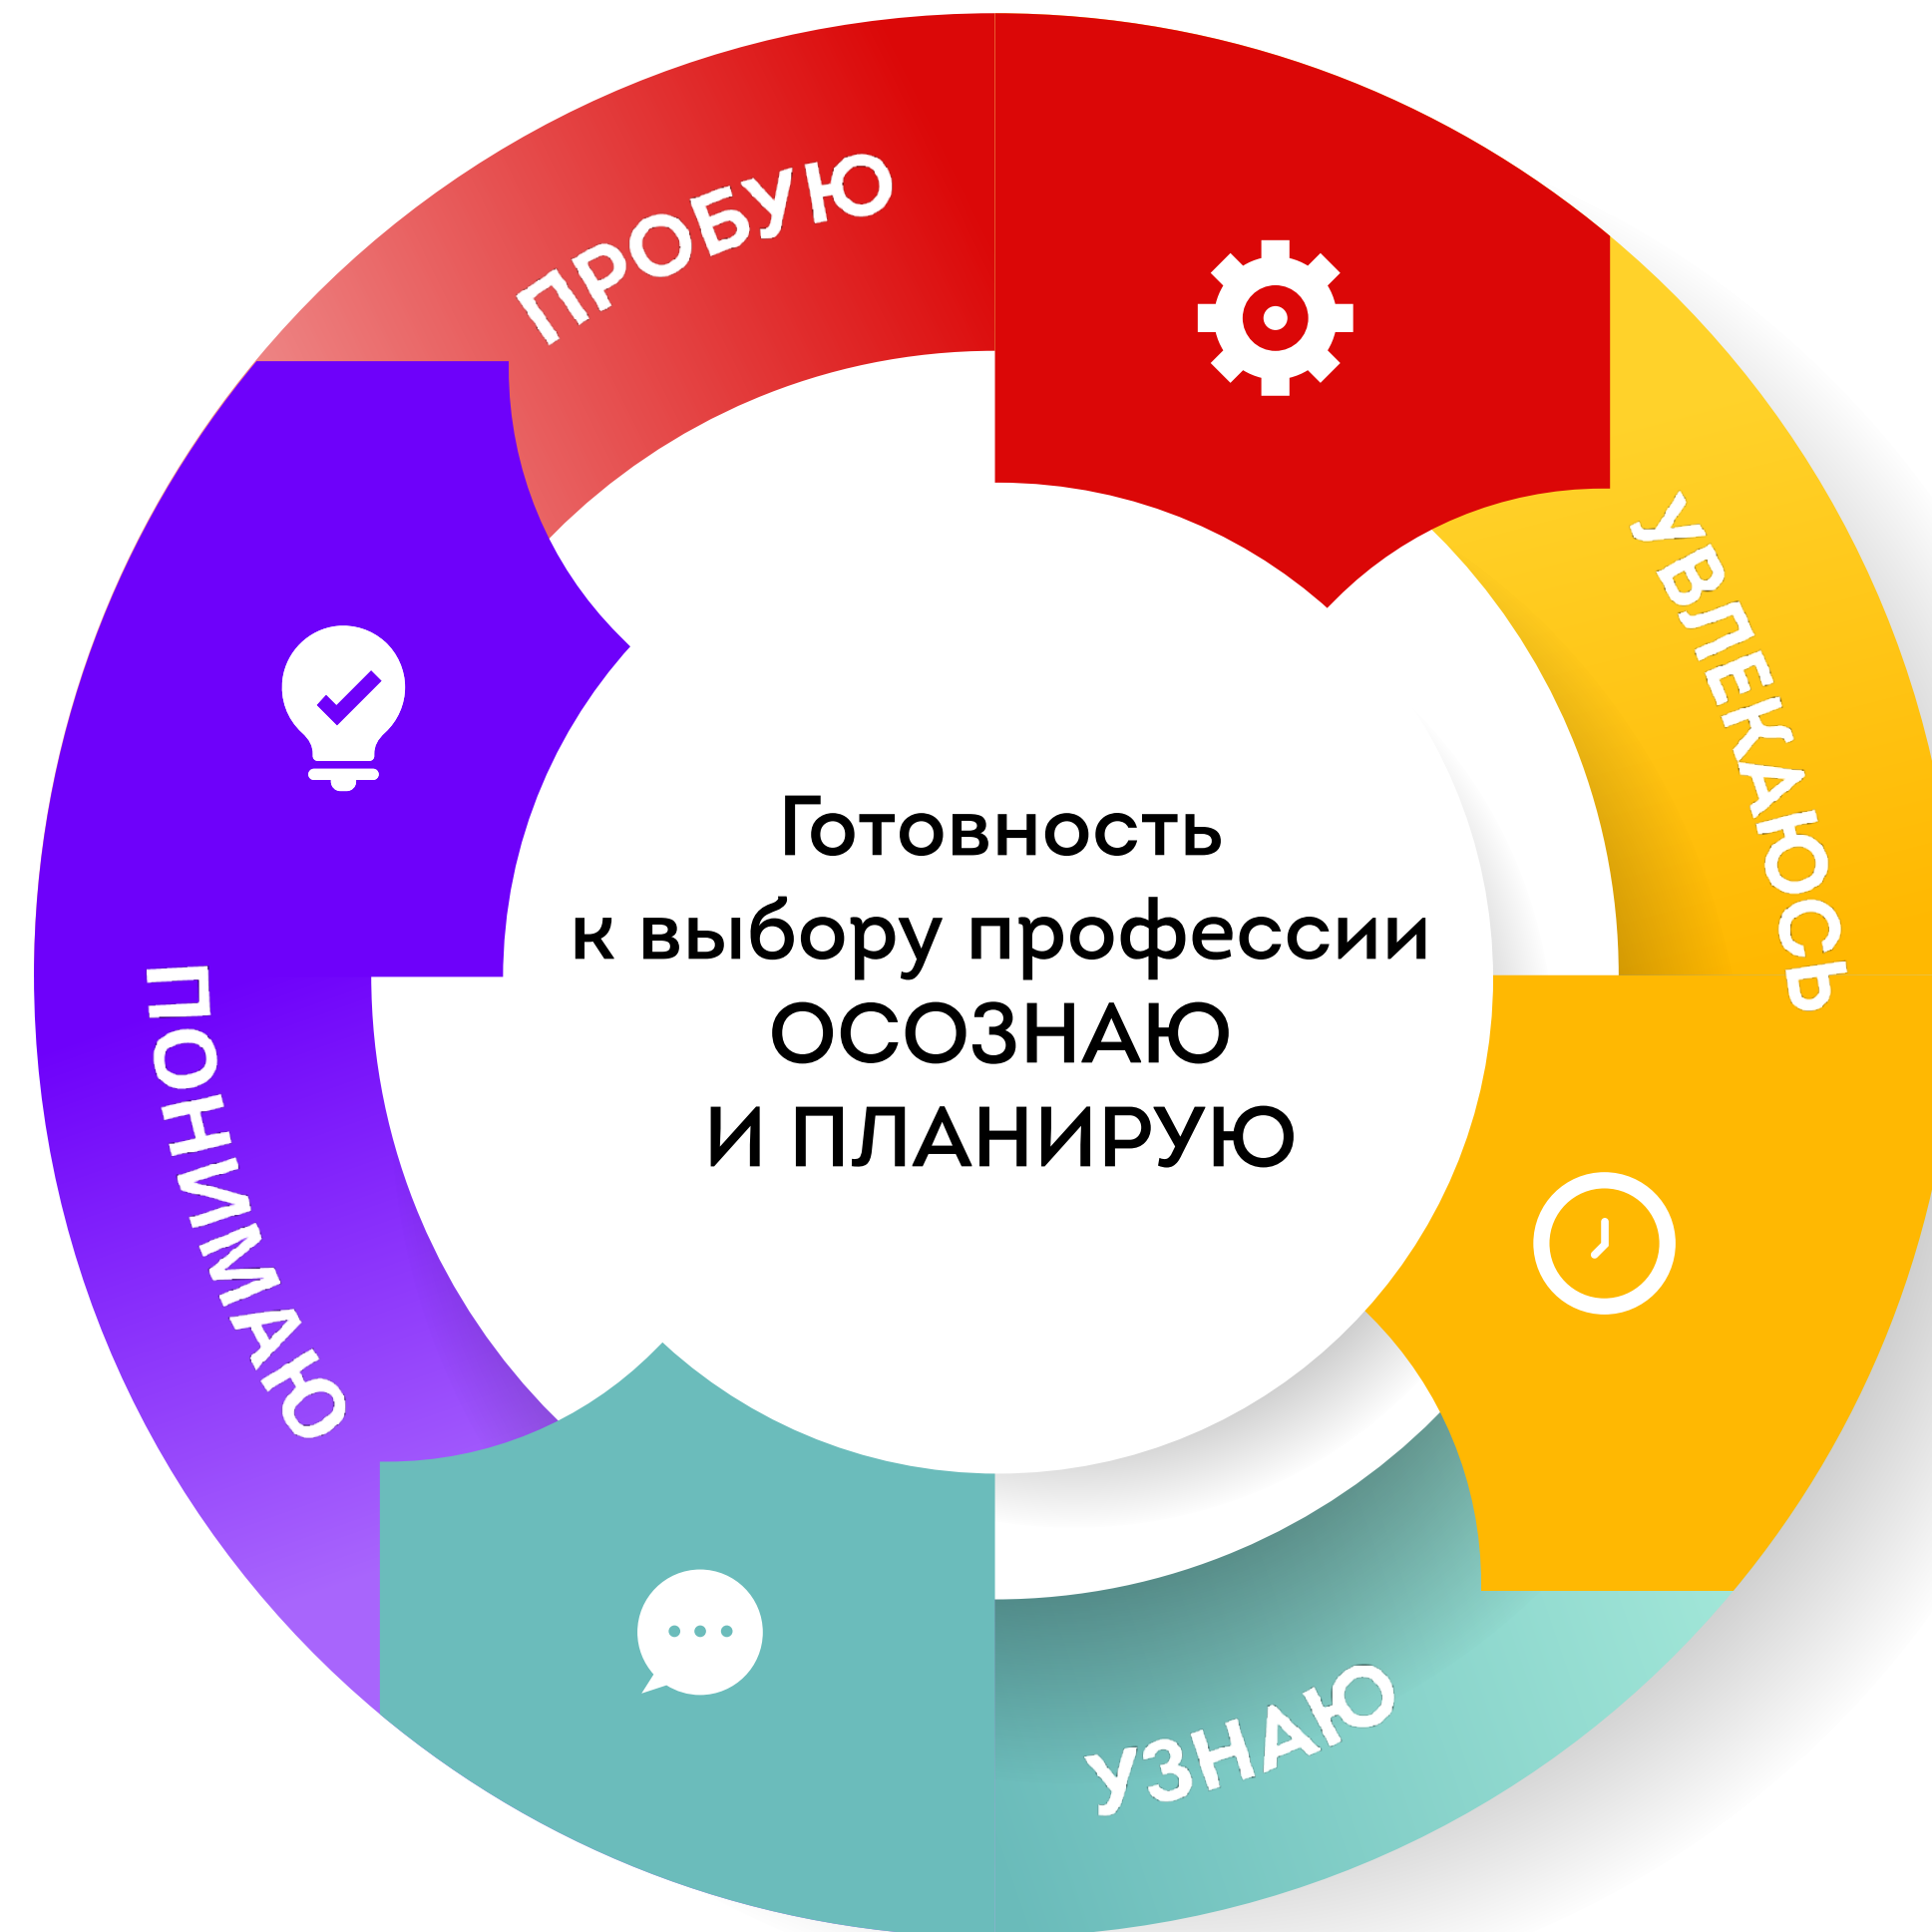 ПРОБУЮ
УВЛЕКАЮСЬ
Готовность
к выбору профессии
ОСОЗНАЮ
И ПЛАНИРУЮ
ПОНИМАЮ
УЗНАЮ